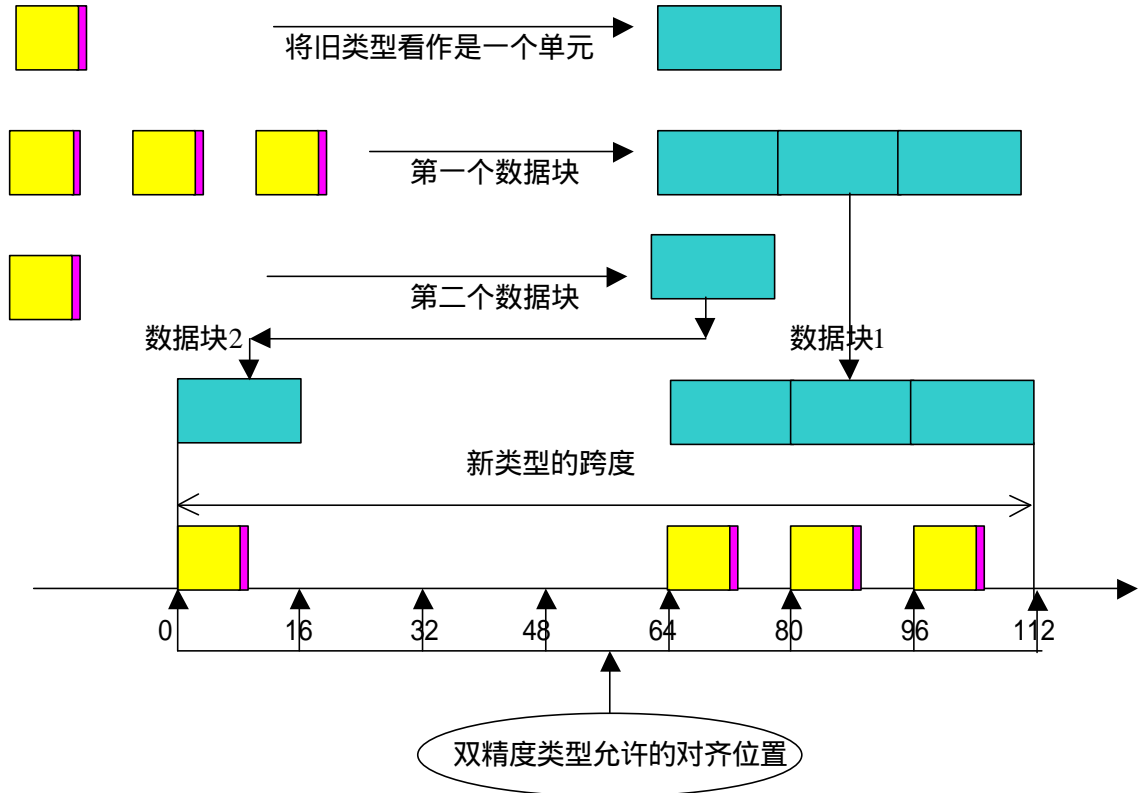 将旧类型看作是一个单元
第一个数据块
第二个数据块
数据块2
数据块1
新类型的跨度
0 16 32 48 64 80 96 112
双精度类型允许的对齐位置